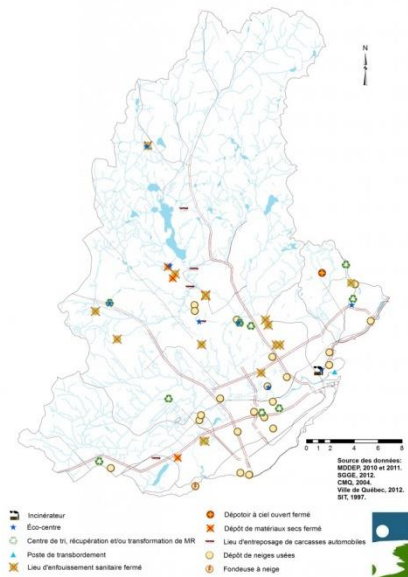 N
0 2 4 6 8
Source des données:
MDDEP, 2010 et 2011.
SGGE, 2012.
CMQ, 2004.
Ville de Québec, 2012.
SIT, 1997.
Incinérateur
Éco-centre
Centre de tri, récupération et/ou transformation de MR
Poste de transbordement
Lieu d'enfouissement sanitaire fermé
Dépotoir à ciel ouvert fermé
Dépôt de matériaux secs fermé
Lieu d'entreposage de carcasses automobiles
Dépôt de neiges usées
Fondeuse à neige